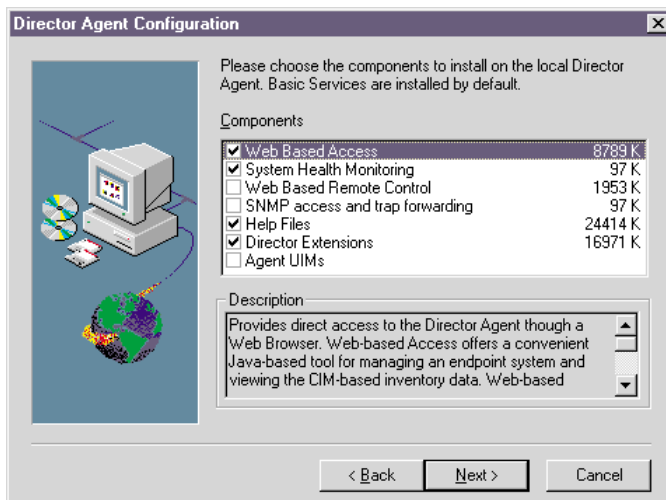 Director Agent Configuration
Please choose the components to install on the local Director
Agent. Basic Services are installed by default.
Components
Web Based Access 8789 K
System Health Monitoring 97 K
Web Based Remote Control 1953 K
SNMP access and trap forwarding 97 K
Help Files 24414 K
Director Extensions 16971 K
Agent UIMs
Description
Provides direct access to the Director Agent though a
Web Browser. Web-based Access offers a convenient
Java-based tool for managing an endpoint system and
viewing the CIM-based inventory data. Web-based
< Back Next > Cancel